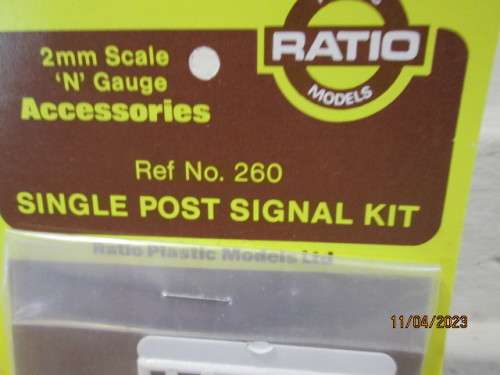 2mm Scale
'N' Gauge
Accessories
RATIO
MODELS
Ref No. 260
SINGLE POST SIGNAL KIT
Ratio Plastic Models Ltd
11/04/2023